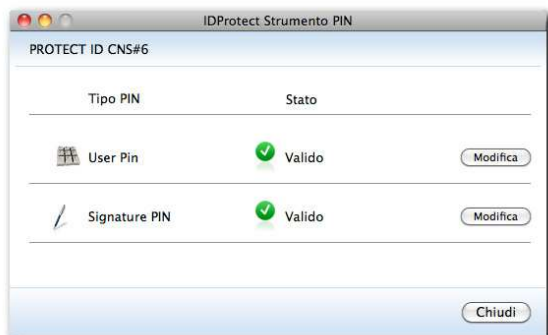 IDProtect Strumento PIN
PROTECT ID CNS#6
Tipo PIN Stato
User Pin Valido Modifica
Signature PIN Valido Modifica
Chiudi